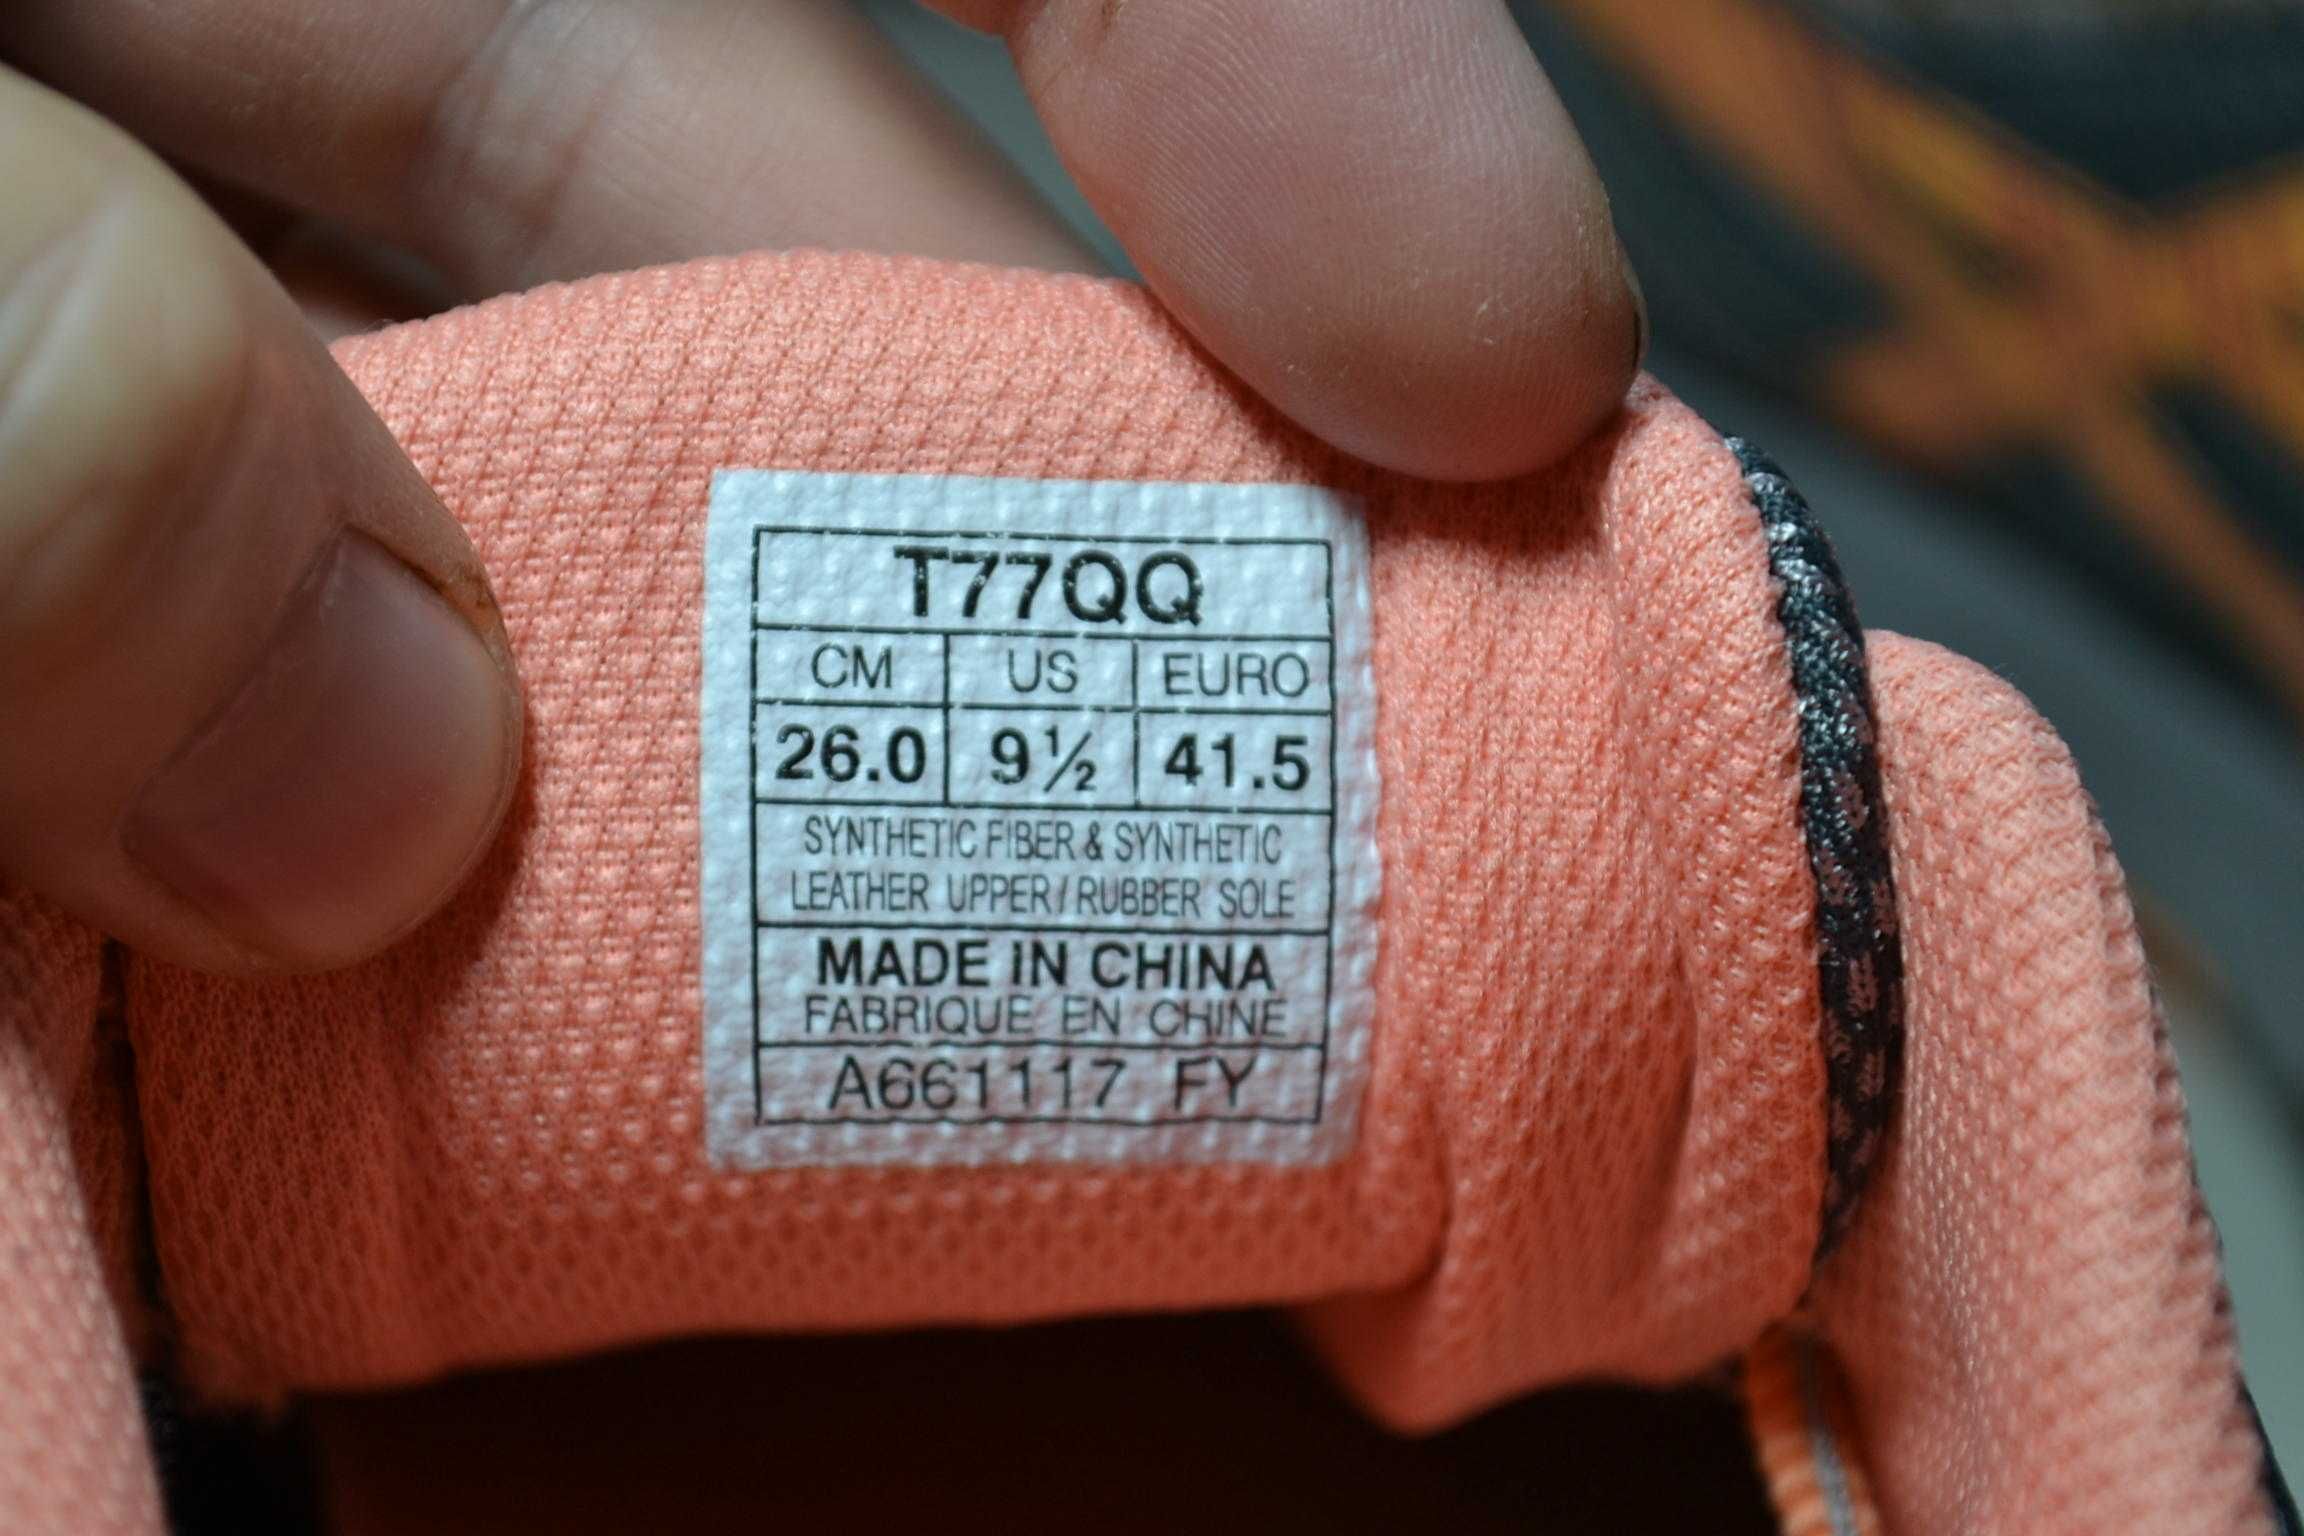 T77QQ
CM US EURO
26.0 9½ 41.5
SYNTHETIC FIBER & SYNTHETIC
LEATHER UPPER / RUBBER SOLE
MADE IN CHINA
FABRIQUE EN CHINE
A661117 FY